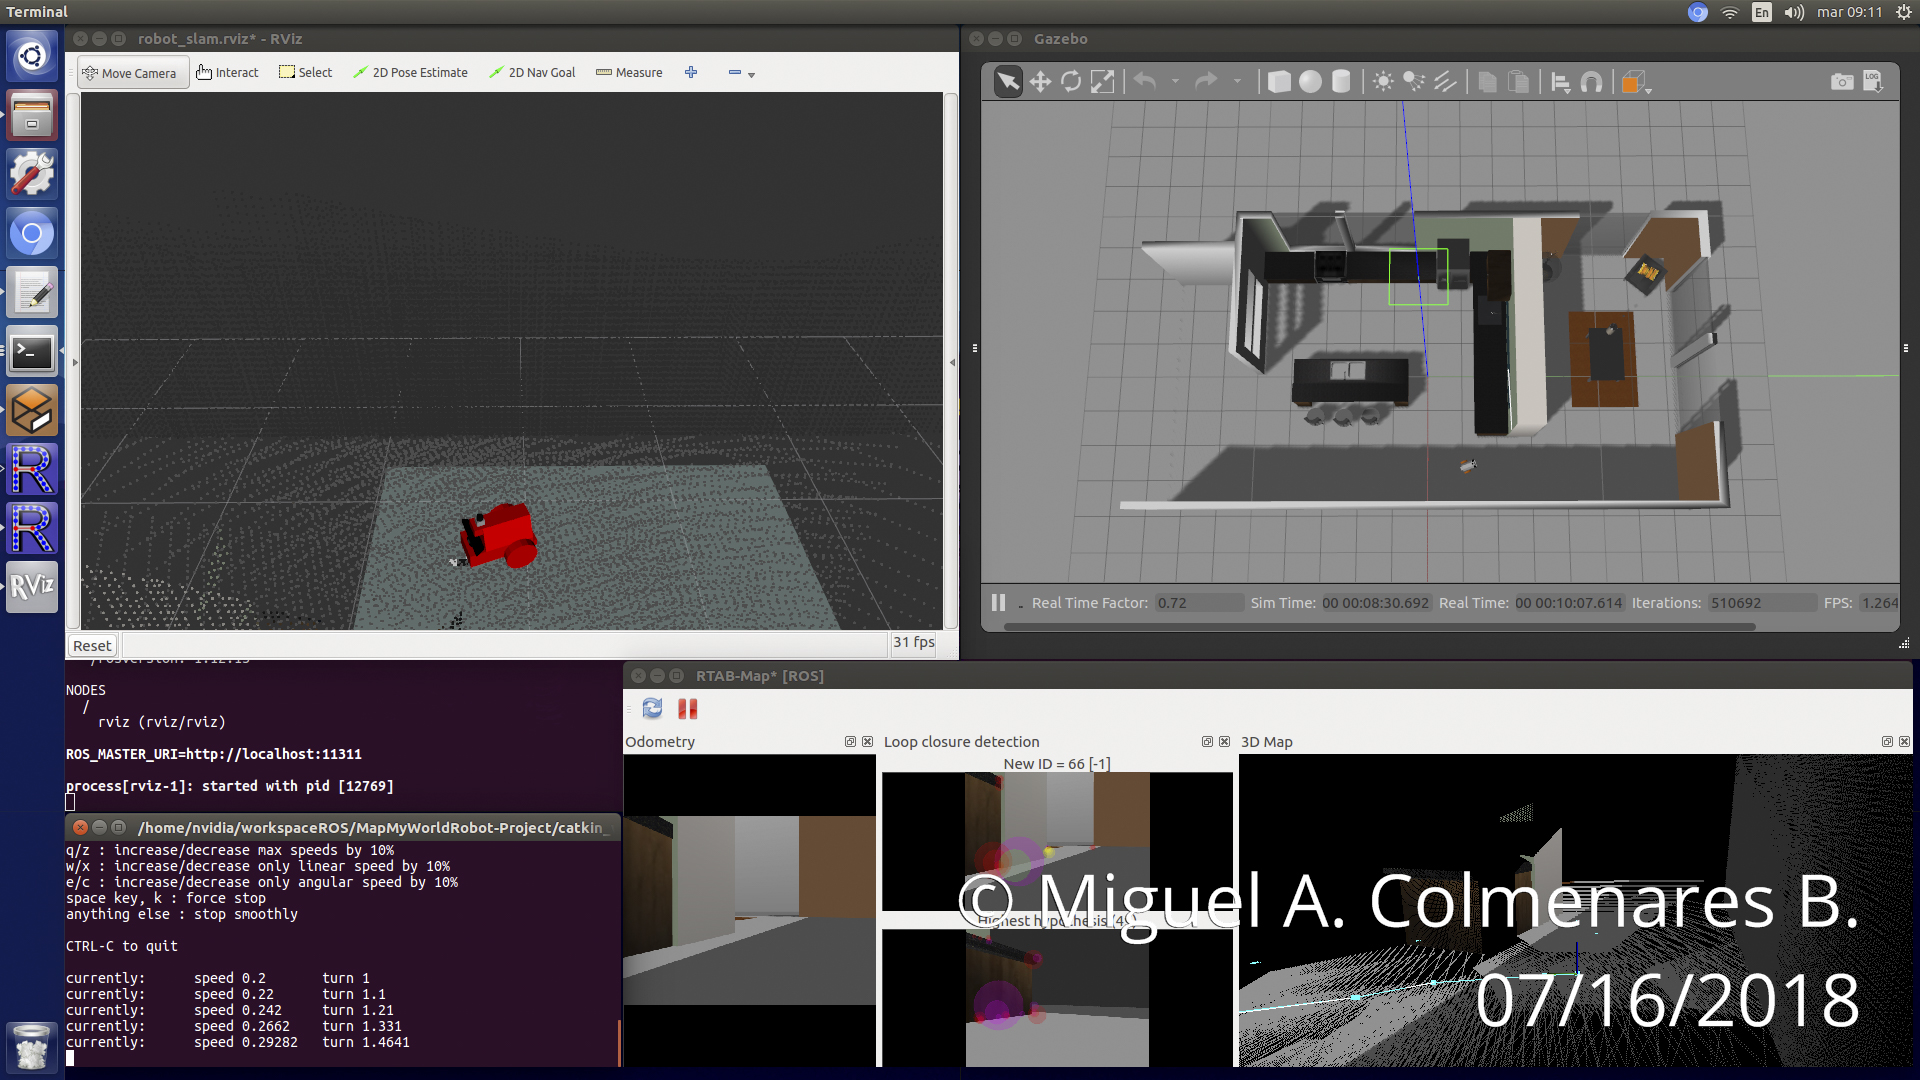 Terminal
En
mar 09:11
robot_slam.rviz* - RViz
Move Camera
Interact
Select
2D Pose Estimate
2D Nav Goal
Measure
Reset
31 fps
Gazebo
LOG
Real Time Factor: 0.72
Sim Time: 00 00:08:30.692
Real Time: 00 00:10:07.614
Iterations: 510692
FPS: 1.264
R
R
RViz
NODES
/
rviz (rviz/rviz)
ROS_MASTER_URI=http://localhost:11311
process[rviz-1]: started with pid [12769]
/home/nvidia/workspaceROS/MapMyWorldRobot-Project/catkin_
q/z : increase/decrease max speeds by 10%
w/x : increase/decrease only linear speed by 10%
e/c : increase/decrease only angular speed by 10%
space key, k : force stop
anything else : stop smoothly
CTRL-C to quit
currently: speed 0.2 turn 1
currently: speed 0.22 turn 1.1
currently: speed 0.242 turn 1.21
currently: speed 0.2662 turn 1.331
currently: speed 0.29282 turn 1.4641
RTAB-Map* [ROS]
Odometry
Loop closure detection
3D Map
New ID = 66 [-1]
Highest hypothesis
© Miguel A. Colmenares B.
07/16/2018